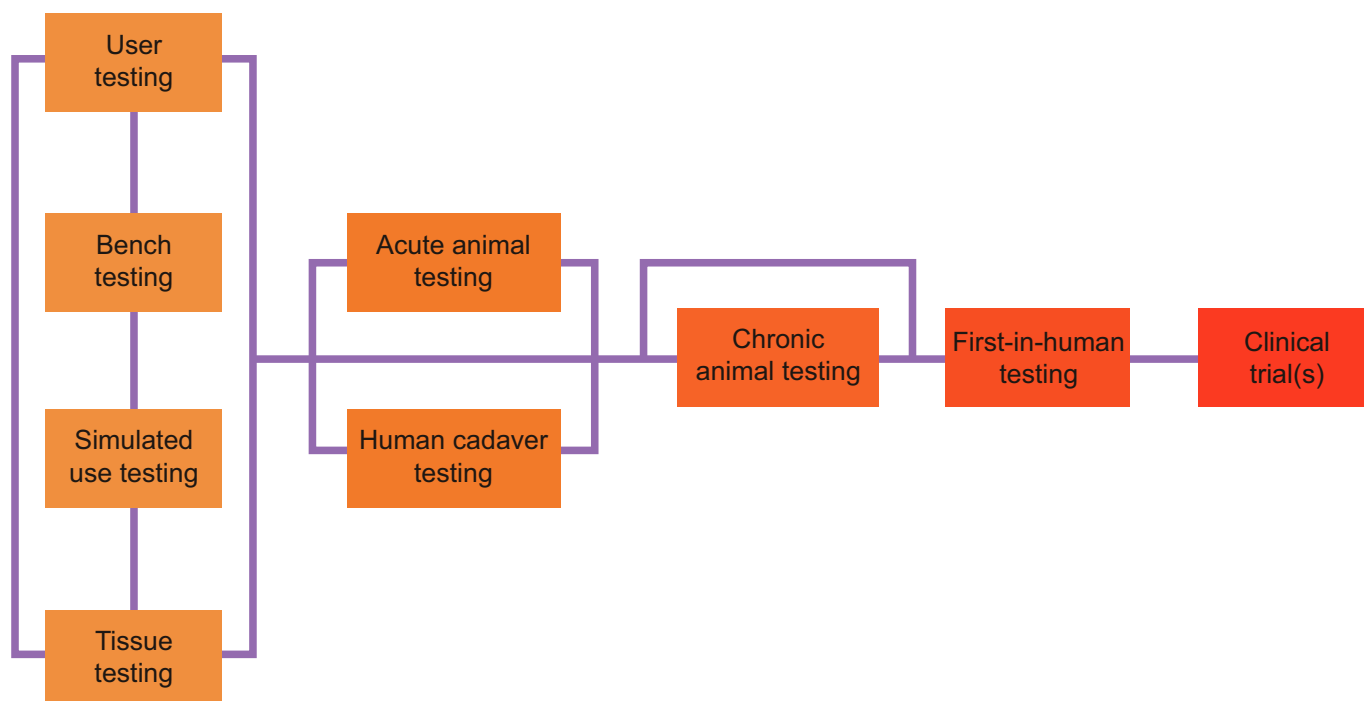 User
testing
Bench
testing
Simulated
use testing
Tissue
testing
Acute animal
testing
Human cadaver
testing
Chronic
animal testing
First-in-human
testing
Clinical
trial(s)